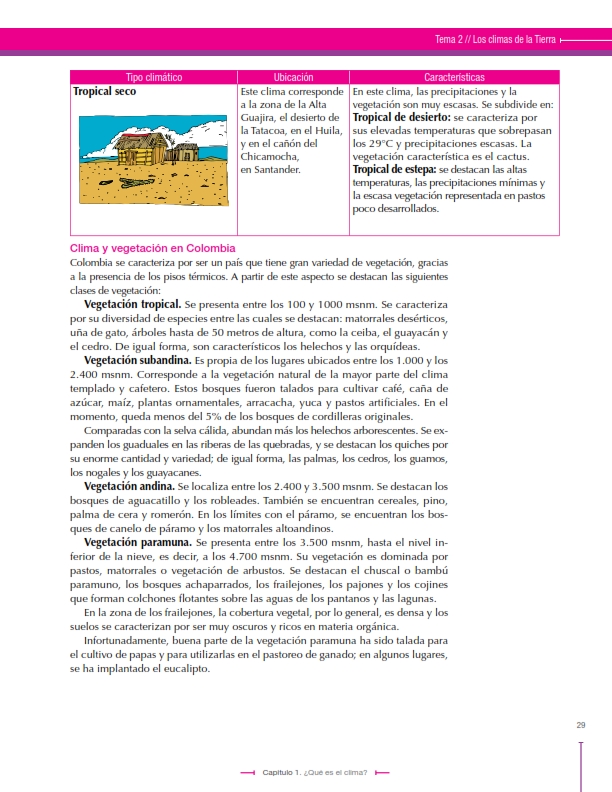 Tema 2 // Los climas de la Tierra
Tipo climático
Ubicación
Características
Tropical seco
Este clima corresponde
a la zona de la Alta
Guajira, el desierto de
la Tatacoa, en el Huila,
y en el cañón del
Chicamocha,
en Santander.
En este clima, las precipitaciones y la
vegetación son muy escasas. Se subdivide en:
Tropical de desierto: se caracteriza por
sus elevadas temperaturas que sobrepasan
los 29°C y precipitaciones escasas. La
vegetación característica es el cactus.
Tropical de estepa: se destacan las altas
temperaturas, las precipitaciones mínimas y
la escasa vegetación representada en pastos
poco desarrollados.
Clima y vegetación en Colombia
Colombia se caracteriza por ser un país que tiene gran variedad de vegetación, gracias
a la presencia de los pisos térmicos. A partir de este aspecto se destacan las siguientes
clases de vegetación:
Vegetación tropical. Se presenta entre los 100 y 1000 msnm. Se caracteriza
por su diversidad de especies entre las cuales se destacan: matorrales desérticos,
uña de gato, árboles hasta de 50 metros de altura, como la ceiba, el guayacán y
el cedro. De igual forma, son característicos los helechos y las orquídeas.
Vegetación subandina. Es propia de los lugares ubicados entre los 1.000 y los
2.400 msnm. Corresponde a la vegetación natural de la mayor parte del clima
templado y cafetero. Estos bosques fueron talados para cultivar café, caña de
azúcar, maíz, plantas ornamentales, arracacha, yuca y pastos artificiales. En el
momento, queda menos del 5% de los bosques de cordilleras originales.
Comparadas con la selva cálida, abundan más los helechos arborescentes. Se ex-
panden los guaduales en las riberas de las quebradas, y se destacan los quiches por
su enorme cantidad y variedad; de igual forma, las palmas, los cedros, los guamos,
los nogales y los guayacanes.
Vegetación andina. Se localiza entre los 2.400 y 3.500 msnm. Se destacan los
bosques de aguacatillo y los robleades. También se encuentran cereales, pino,
palma de cera y romerón. En los límites con el páramo, se encuentran los bos-
ques de canelo de páramo y los matorrales altoandinos.
Vegetación paramuna. Se presenta entre los 3.500 msnm, hasta el nivel in-
ferior de la nieve, es decir, a los 4.700 msnm. Su vegetación es dominada por
pastos, matorrales o vegetación de arbustos. Se destacan el chuscal o bambú
paramuno, los bosques achaparrados, los frailejones, los pajones y los cojines
que forman colchones flotantes sobre las aguas de los pantanos y las lagunas.
En la zona de los frailejones, la cobertura vegetal, por lo general, es densa y los
suelos se caracterizan por ser muy oscuros y ricos en materia orgánica.
Infortunadamente, buena parte de la vegetación paramuna ha sido talada para
el cultivo de papas y para utilizarlas en el pastoreo de ganado; en algunos lugares,
se ha implantado el eucalipto.
29
Capítulo 1. ¿Qué es el clima?